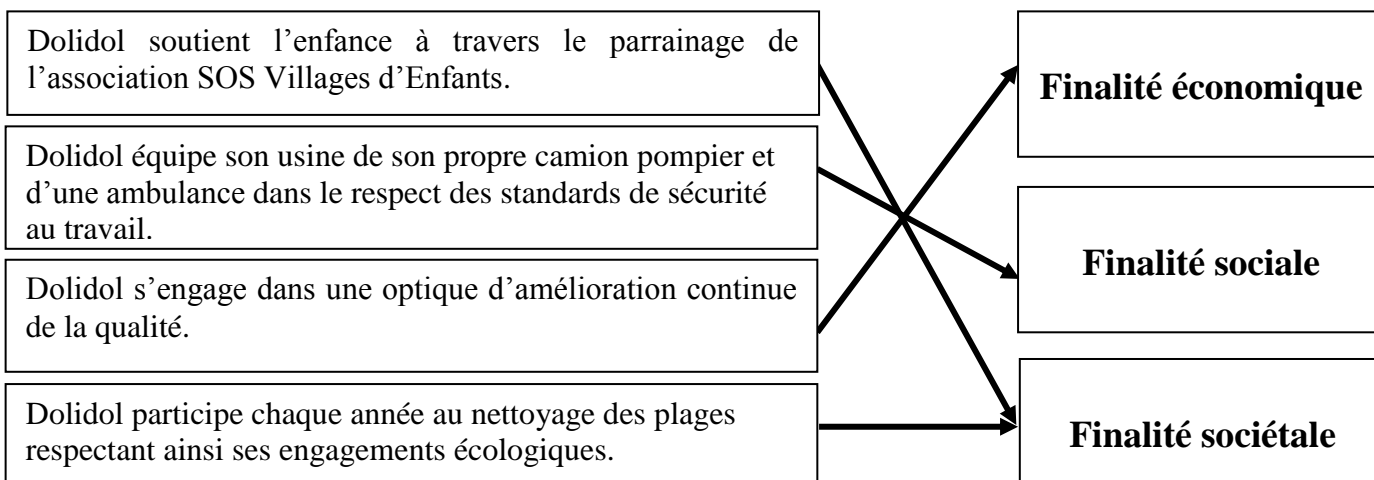 Dolidol soutient l’enfance à travers le parrainage de
l’association SOS Villages d’Enfants.
Dolidol équipe son usine de son propre camion pompier et
d’une ambulance dans le respect des standards de sécurité
au travail.
Dolidol s’engage dans une optique d’amélioration continue
de la qualité.
Dolidol participe chaque année au nettoyage des plages
respectant ainsi ses engagements écologiques.
Finalité économique
Finalité sociale
Finalité sociétale